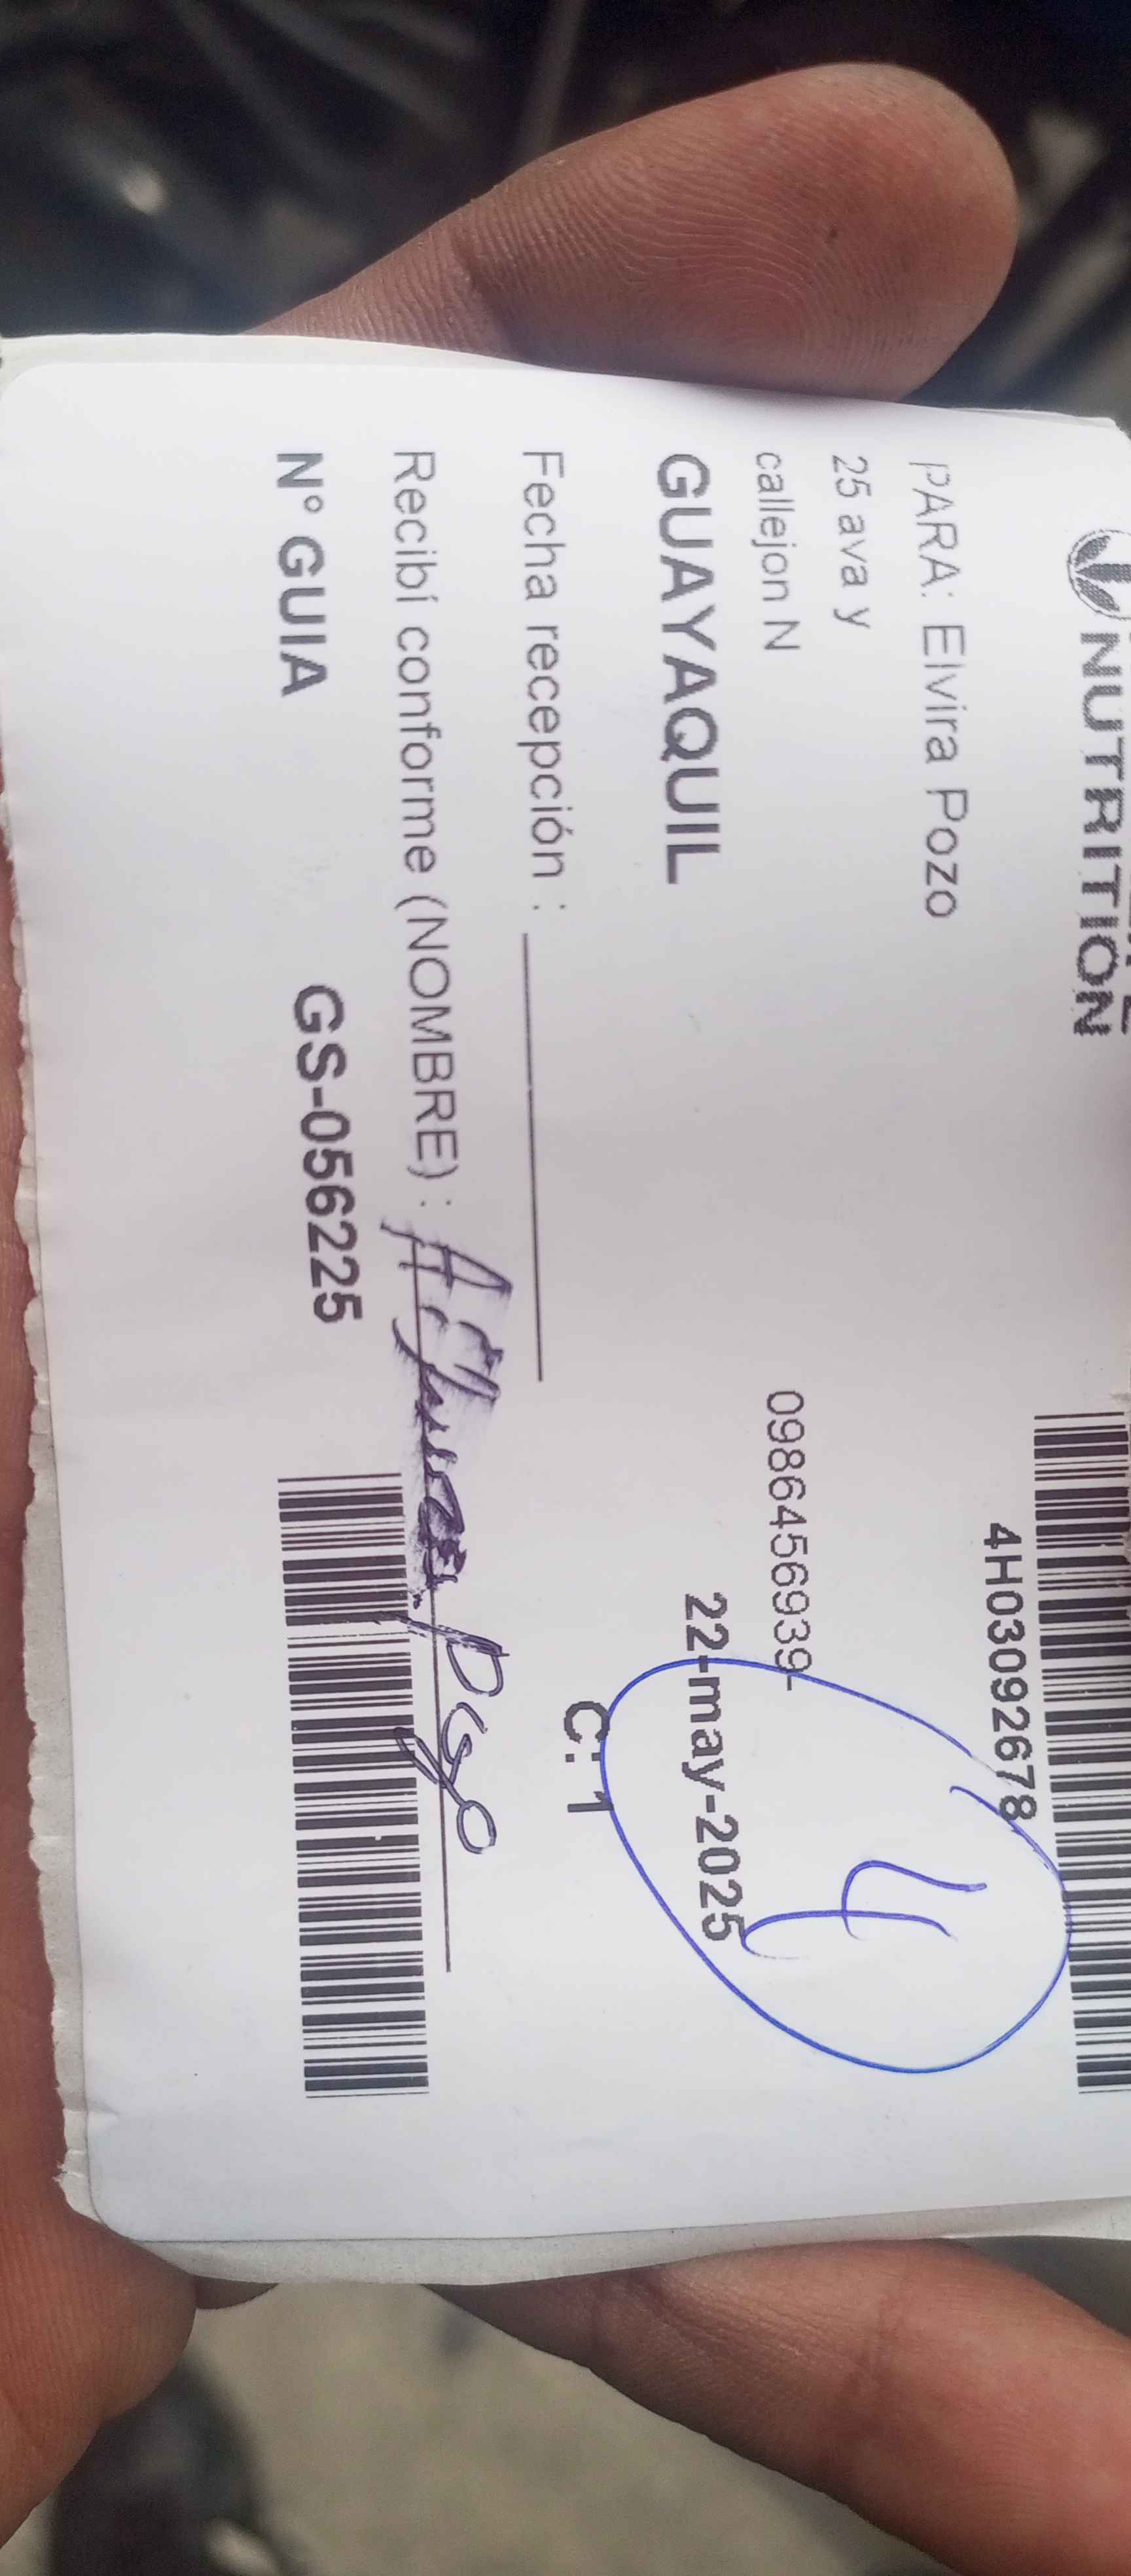 NUTRITION
4H03092678
PARA: Elvira Pozo
25 ava y
callejon N
0986456939-
4
GUAYAQUIL
22-may-2025
C: 1
Fecha recepción :
Recibí conforme (NOMBRE) : Pozo
N° GUIA GS-056225